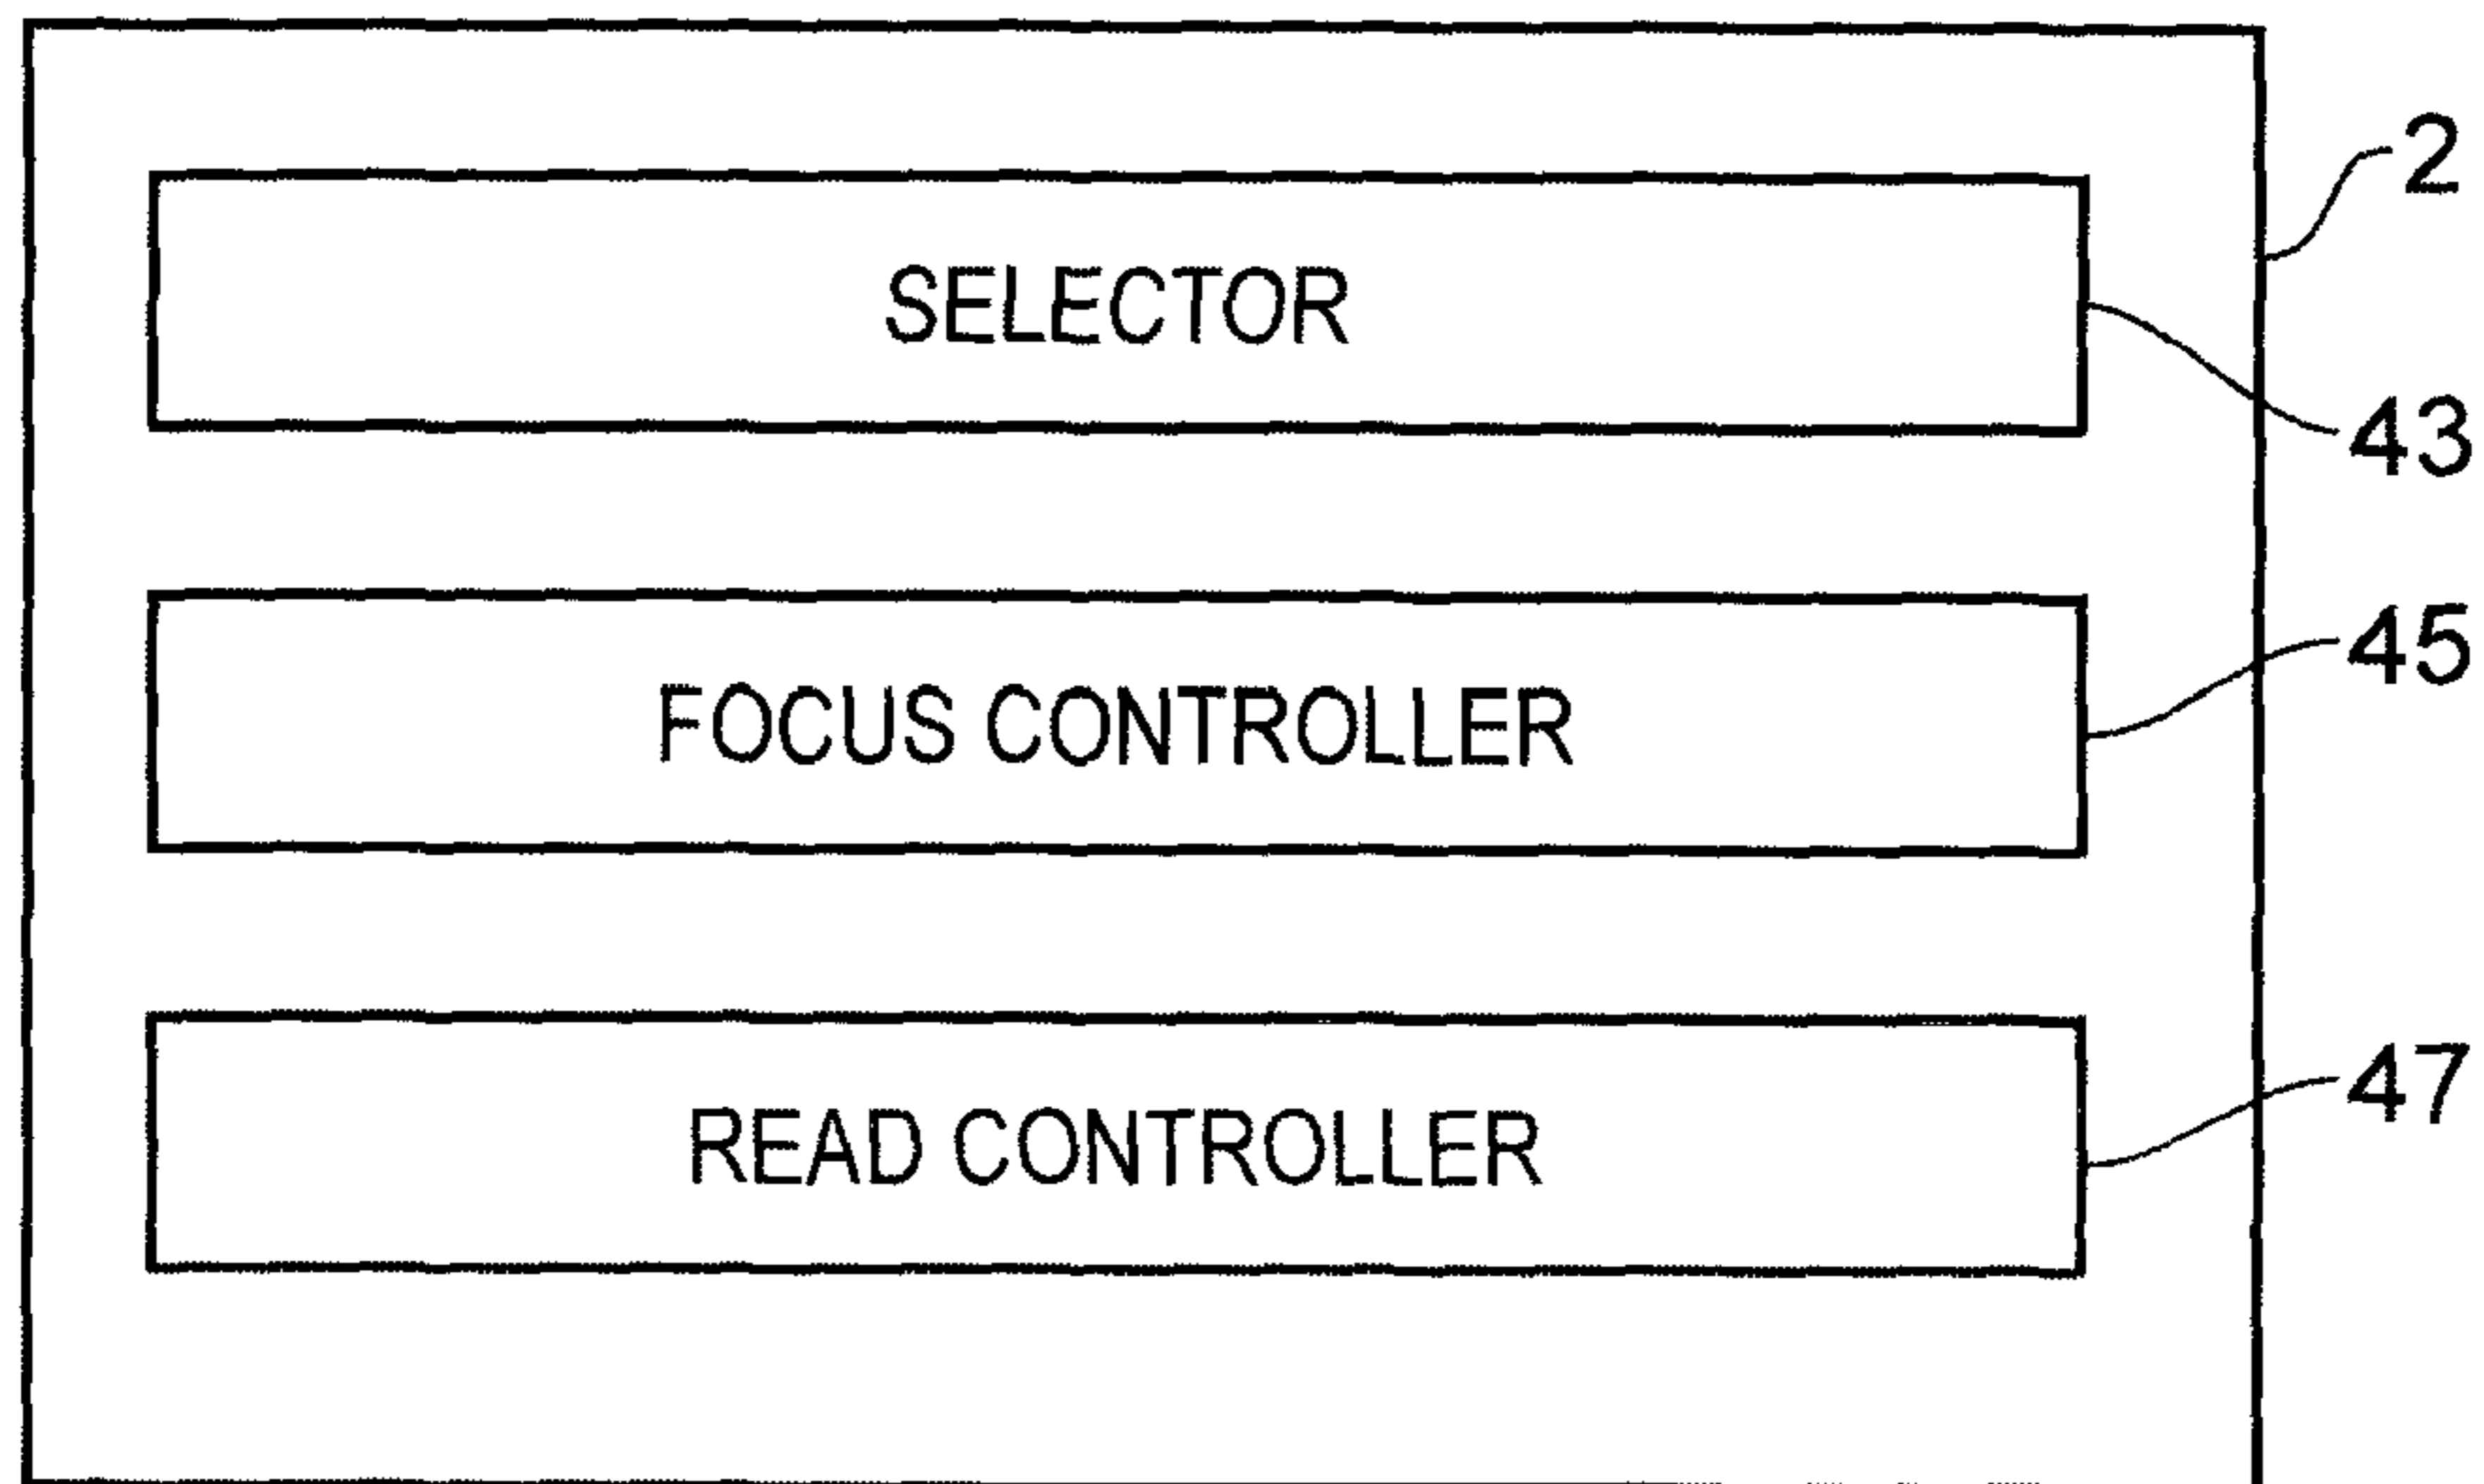 2
SELECTOR
43
45
FOCUS CONTROLLER
47
READ CONTROLLER